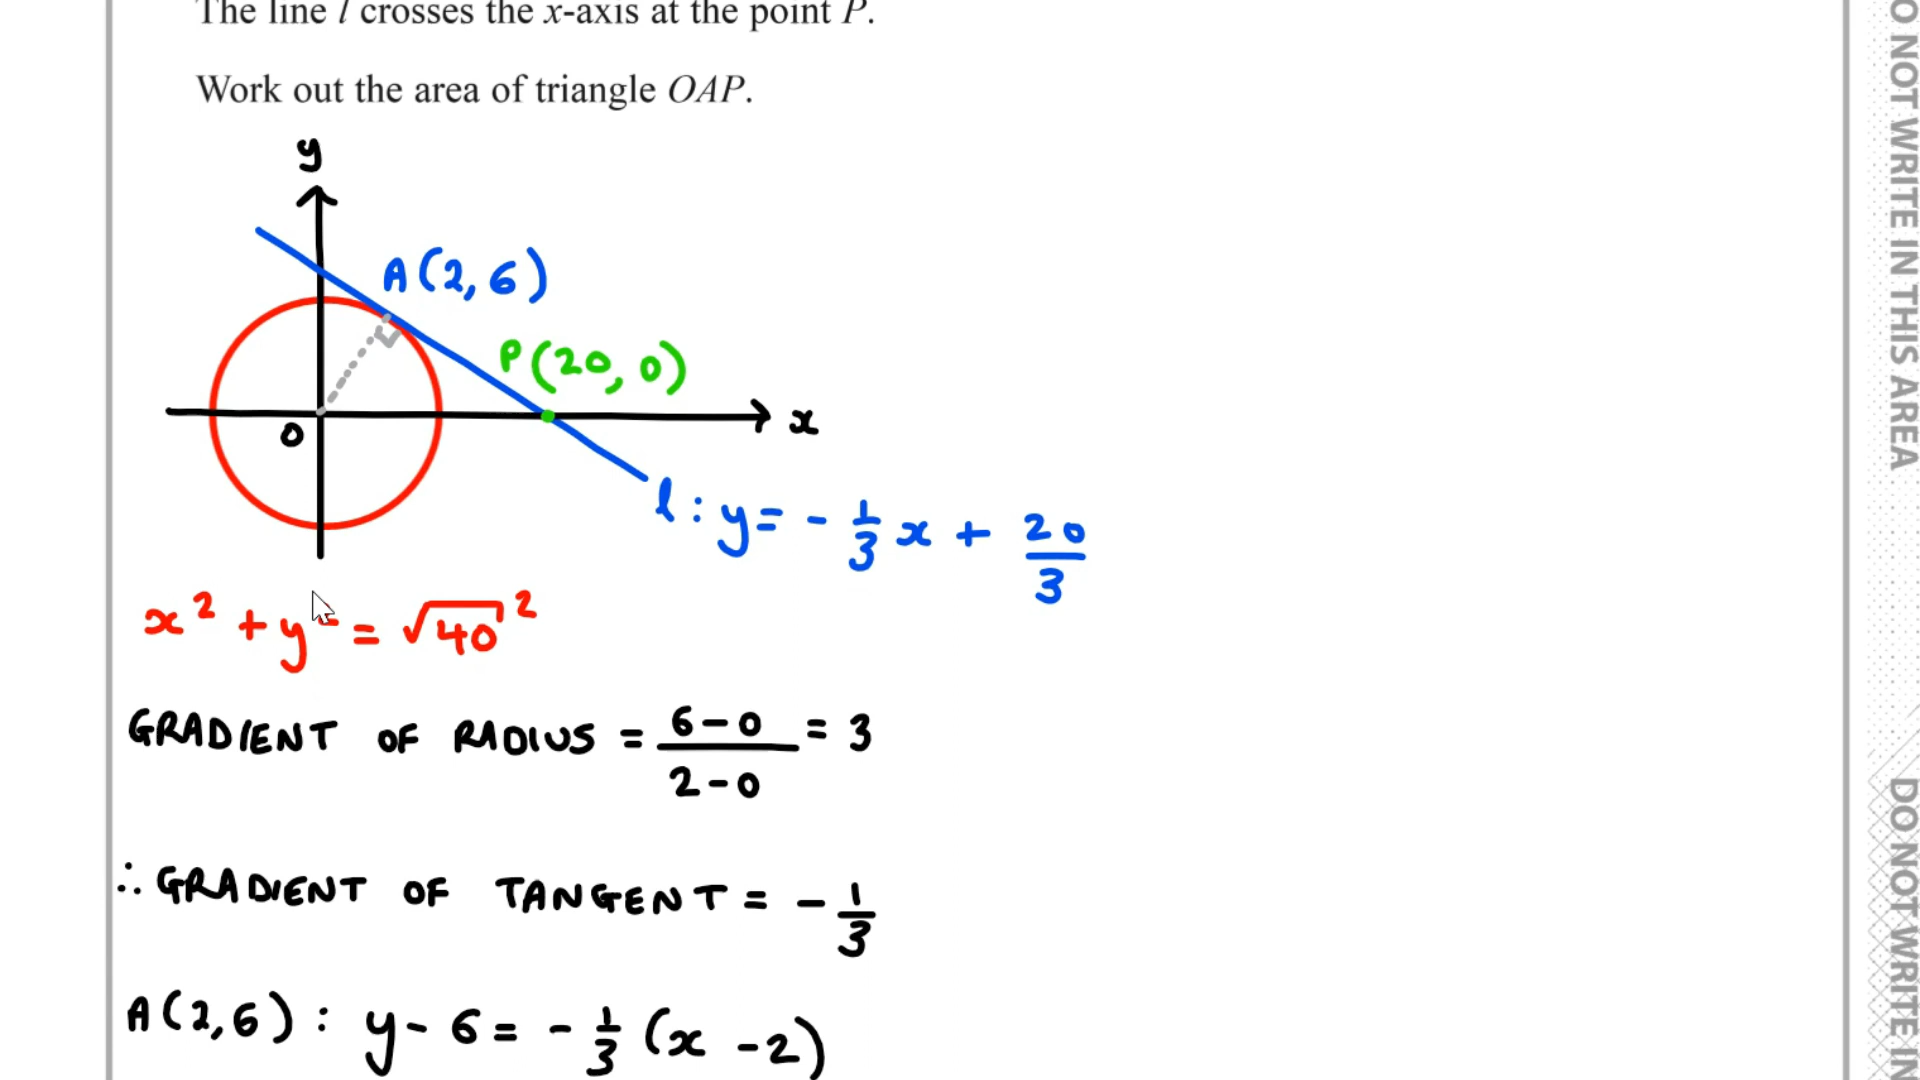 The line l crosses the x-axis at the point P.
Work out the area of triangle OAP.
y
A(2,6)
P(20,0)
x
O
l: y = - 1/3 x + 20/3
x² + y² = √40²
GRADIENT OF RADIUS = 6-0/2-0 = 3
∴ GRADIENT OF TANGENT = - 1/3
A(2,6): y - 6 = - 1/3 (x - 2)
O NOT WRITE IN THIS AREA
DO NOT WRITE IN